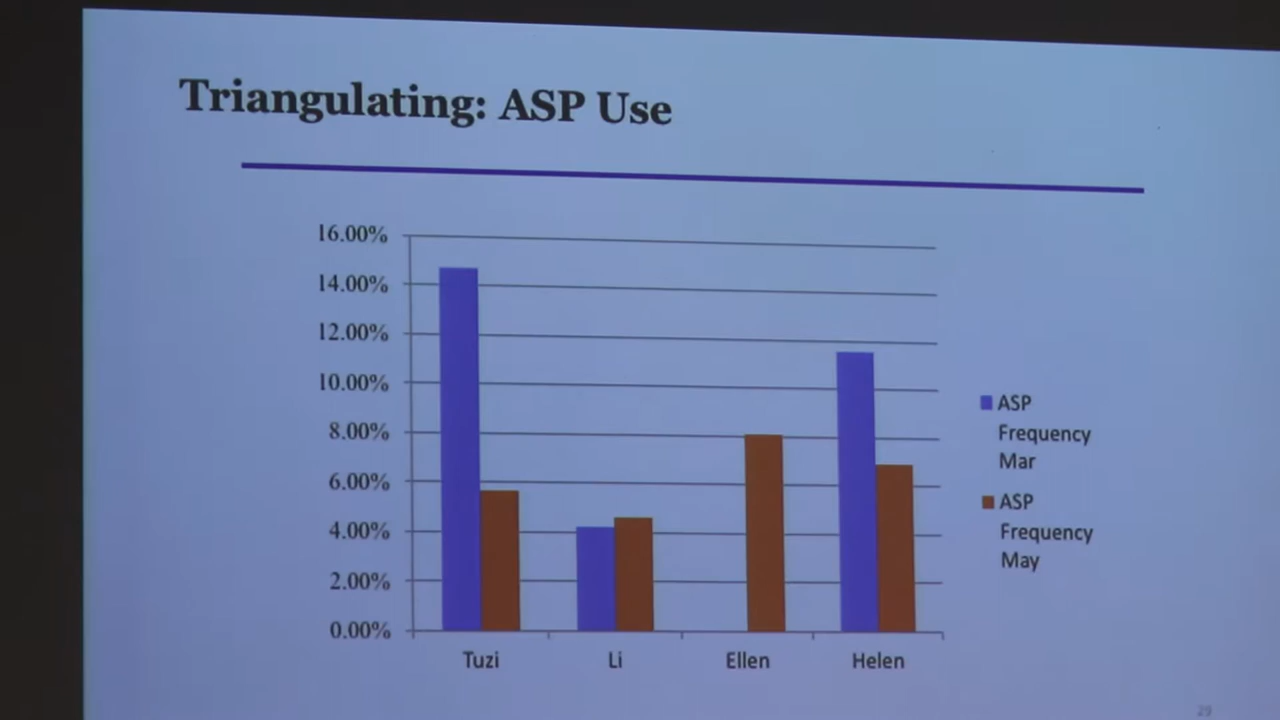 Triangulating: ASP Use
16.00%
14.00%
12.00%
10.00%
8.00%
6.00%
4.00%
2.00%
0.00%
Tuzi Li Ellen Helen
ASP
Frequency
Mar
ASP
Frequency
May
29